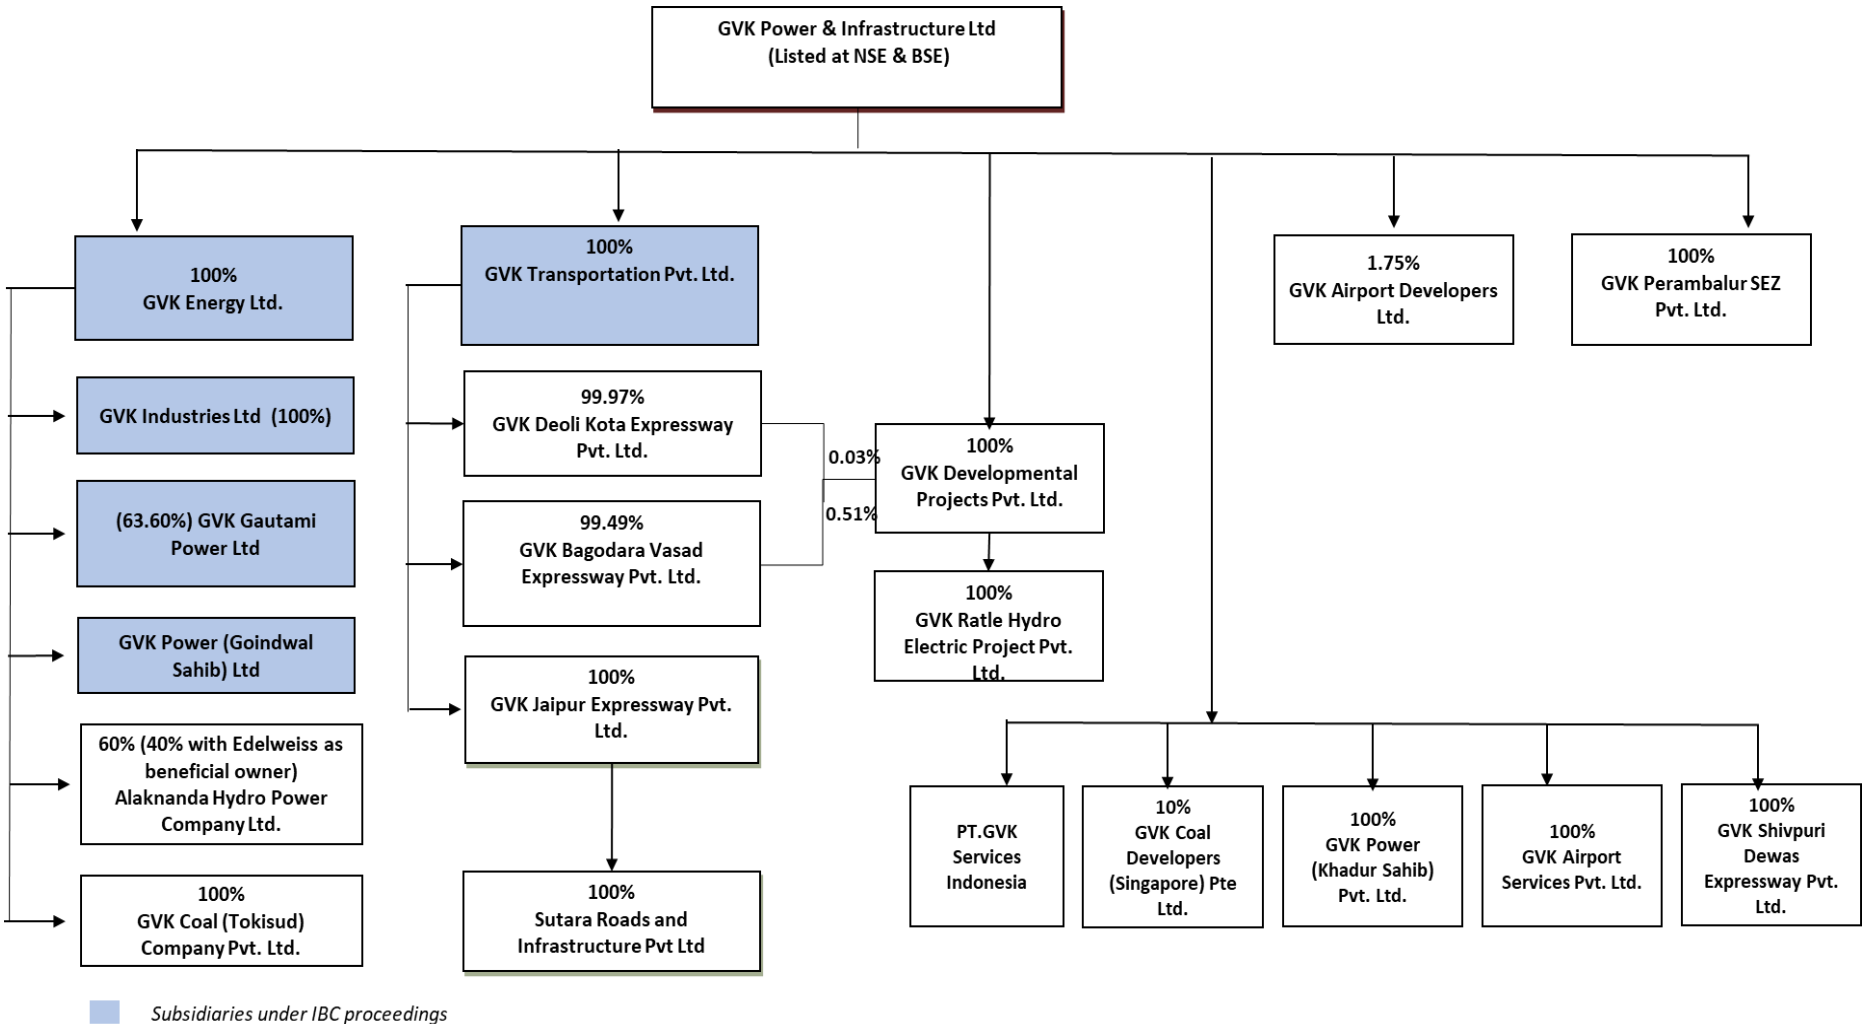 GVK Power & Infrastructure Ltd
(Listed at NSE & BSE)
100%
GVK Energy Ltd.
GVK Industries Ltd (100%)
(63.60%) GVK Gautami
Power Ltd
GVK Power (Goindwal
Sahib) Ltd
60% (40% with Edelweiss as
beneficial owner)
Alaknanda Hydro Power
Company Ltd.
100%
GVK Coal (Tokisud)
Company Pvt. Ltd.
100%
GVK Transportation Pvt. Ltd.
99.97%
GVK Deoli Kota Expressway
Pvt. Ltd.
99.49%
GVK Bagodara Vasad
Expressway Pvt. Ltd.
100%
GVK Jaipur Expressway Pvt.
Ltd.
100%
Sutara Roads and
Infrastructure Pvt Ltd
0.03%
0.51%
100%
GVK Developmental
Projects Pvt. Ltd.
100%
GVK Ratle Hydro
Electric Project Pvt.
Ltd.
1.75%
GVK Airport Developers
Ltd.
100%
GVK Perambalur SEZ
Pvt. Ltd.
PT.GVK
Services
Indonesia
10%
GVK Coal
Developers
(Singapore) Pte
Ltd.
100%
GVK Power
(Khadur Sahib)
Pvt. Ltd.
100%
GVK Airport
Services Pvt. Ltd.
100%
GVK Shivpuri
Dewas
Expressway Pvt.
Ltd.
Subsidiaries under IBC proceedings